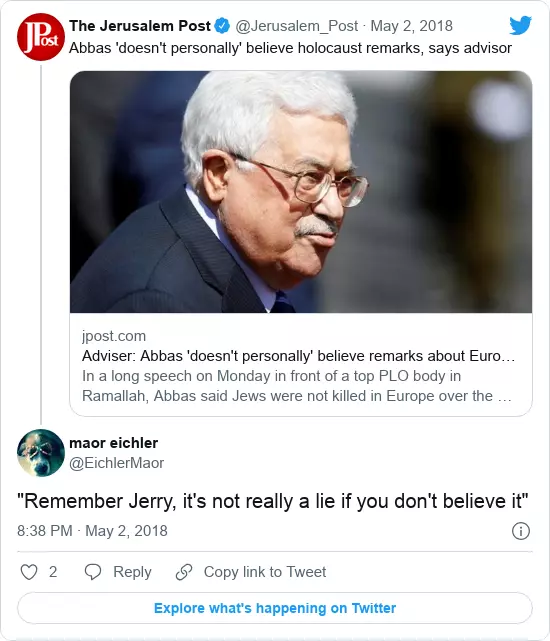 JPost
The Jerusalem Post @Jerusalem_Post · May 2, 2018
Abbas 'doesn't personally' believe holocaust remarks, says advisor
jpost.com
Adviser: Abbas 'doesn't personally' believe remarks about Euro...
In a long speech on Monday in front of a top PLO body in
Ramallah, Abbas said Jews were not killed in Europe over the ...
maor eichler
@EichlerMaor
"Remember Jerry, it's not really a lie if you don't believe it"
8:38 PM · May 2, 2018
2 Reply Copy link to Tweet
Explore what's happening on Twitter